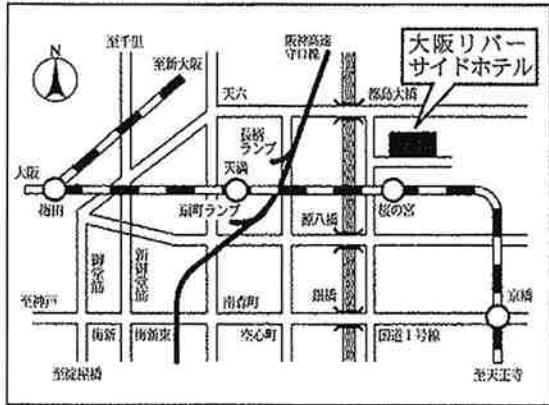 N
至千里
至新大阪
阪神高速
守口線
大阪リバー
サイドホテル
天六
都島大橋
長柄
ランプ
大阪
天満
梅田
扇町ランプ
源八橋
桜の宮
御堂筋
新御堂筋
至神戸
南森町
銀橋
京橋
梅新
梅新東
空心町
国道1号線
至淀屋橋
至天王寺